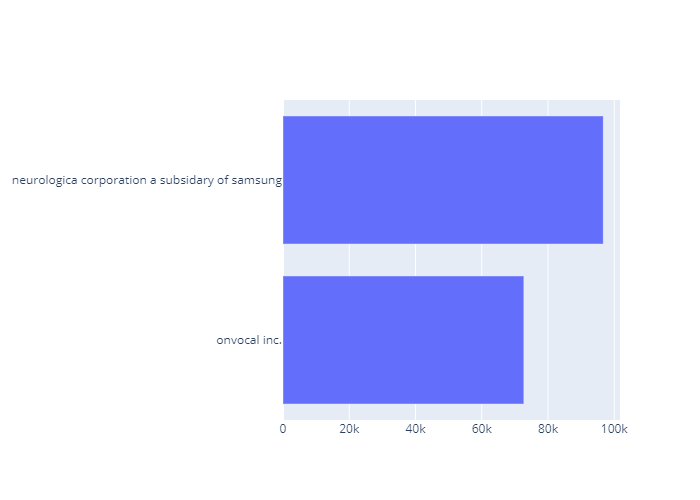 neurologica corporation a subsidary of samsung
onvocal inc.
0 20k 40k 60k 80k 100k